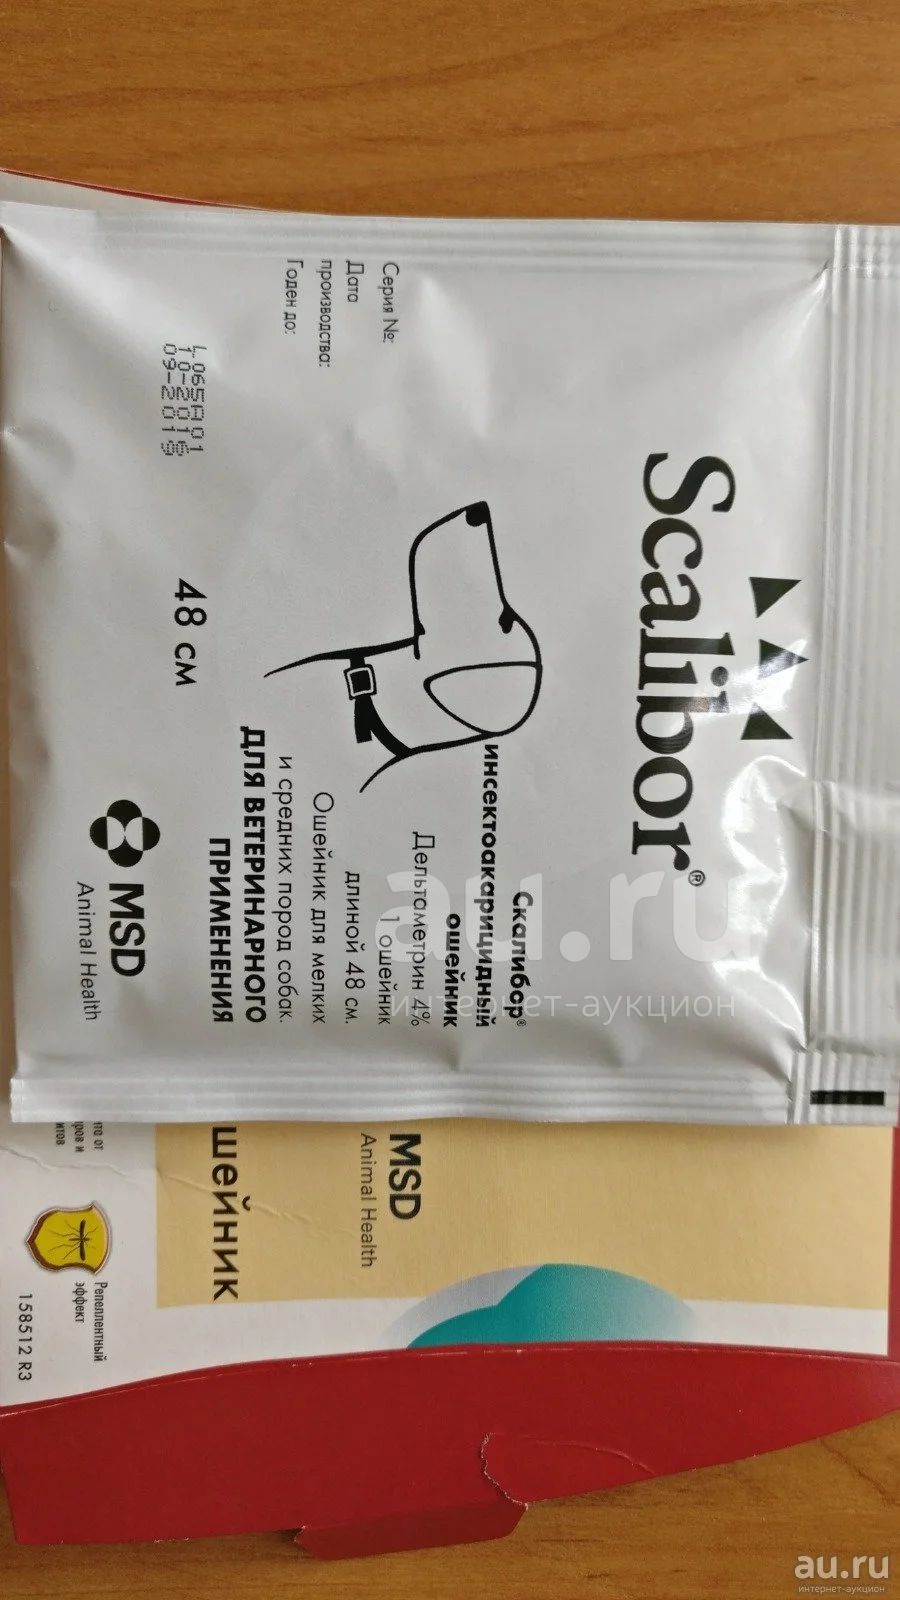 Scalibor®
Скалибор®
инсектоакарицидный
ошейник
Дельтаметрин 4%
1 ошейник
длиной 48 см.
Ошейник для мелких
и средних пород собак.
ДЛЯ ВЕТЕРИНАРНОГО
ПРИМЕНЕНИЯ
48 см
Серия №:
Дата
производства:
Годен до:
L065A01
10-2016
09-2019
MSD
Animal Health
MSD
Animal Health
шейник
Репеллентный
эффект
158512 R3
au.ru
интернет-аукцион
au.ru
интернет-аукцион